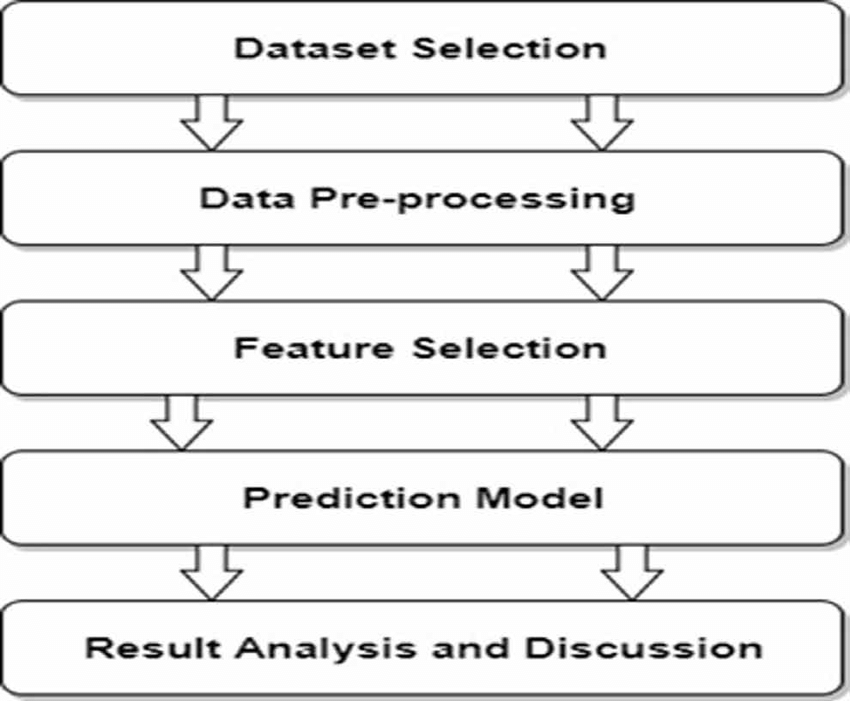 Dataset Selection
Data Pre-processing
Feature Selection
Prediction Model
Result Analysis and Discussion